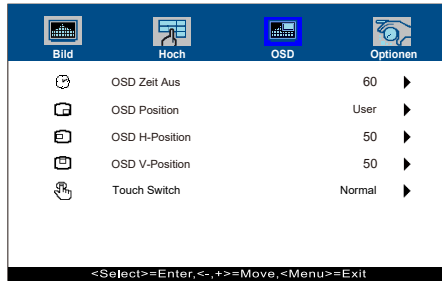 Bild Hoch OSD Optionen
OSD Zeit Aus 60
OSD Position User
OSD H-Position 50
OSD V-Position 50
Touch Switch Normal
<Select>=Enter,<-,+>=Move,<Menu>=Exit